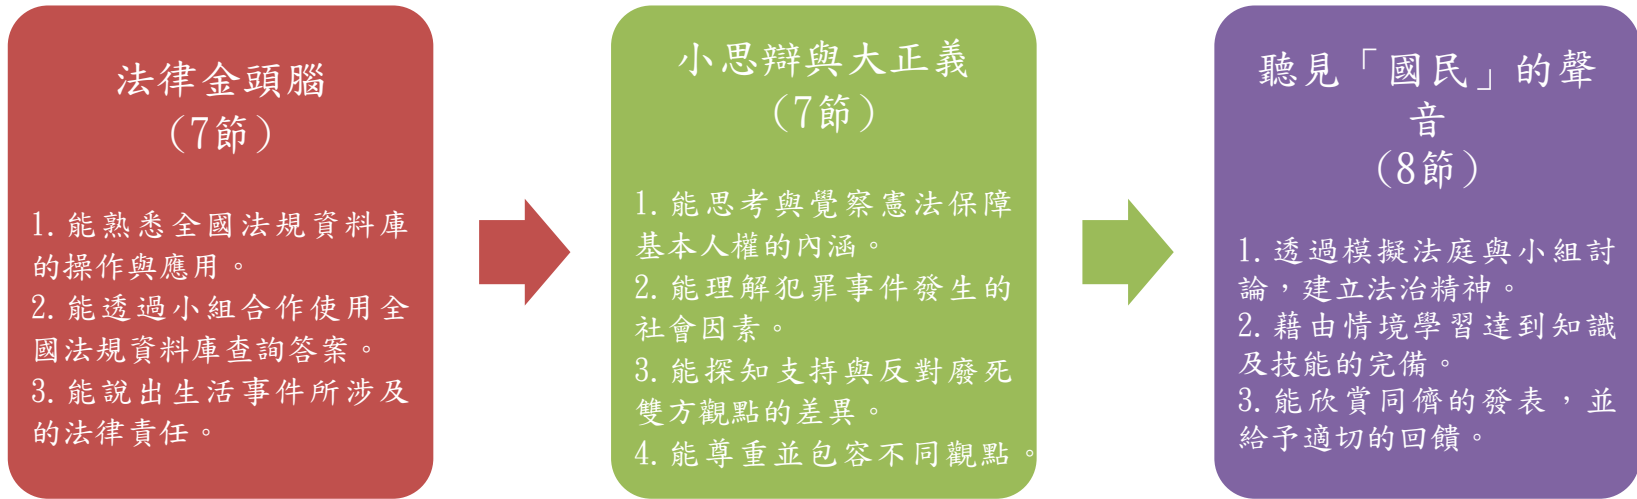 法律金頭腦
（7節）
1. 能熟悉全國法規資料庫
的操作與應用。
2. 能透過小組合作使用全
國法規資料庫查詢答案。
3. 能說出生活事件所涉及
的法律責任。
小思辯與大正義
（7節）
1. 能思考與覺察憲法保障
基本人權的內涵。
2. 能理解犯罪事件發生的
社會因素。
3. 能探知支持與反對廢死
雙方觀點的差異。
4. 能尊重並包容不同觀點。
聽見「國民」的聲
音
（8節）
1. 透過模擬法庭與小組討
論，建立法治精神。
2. 藉由情境學習達到知識
及技能的完備。
3. 能欣賞同儕的發表，並
給予適切的回饋。